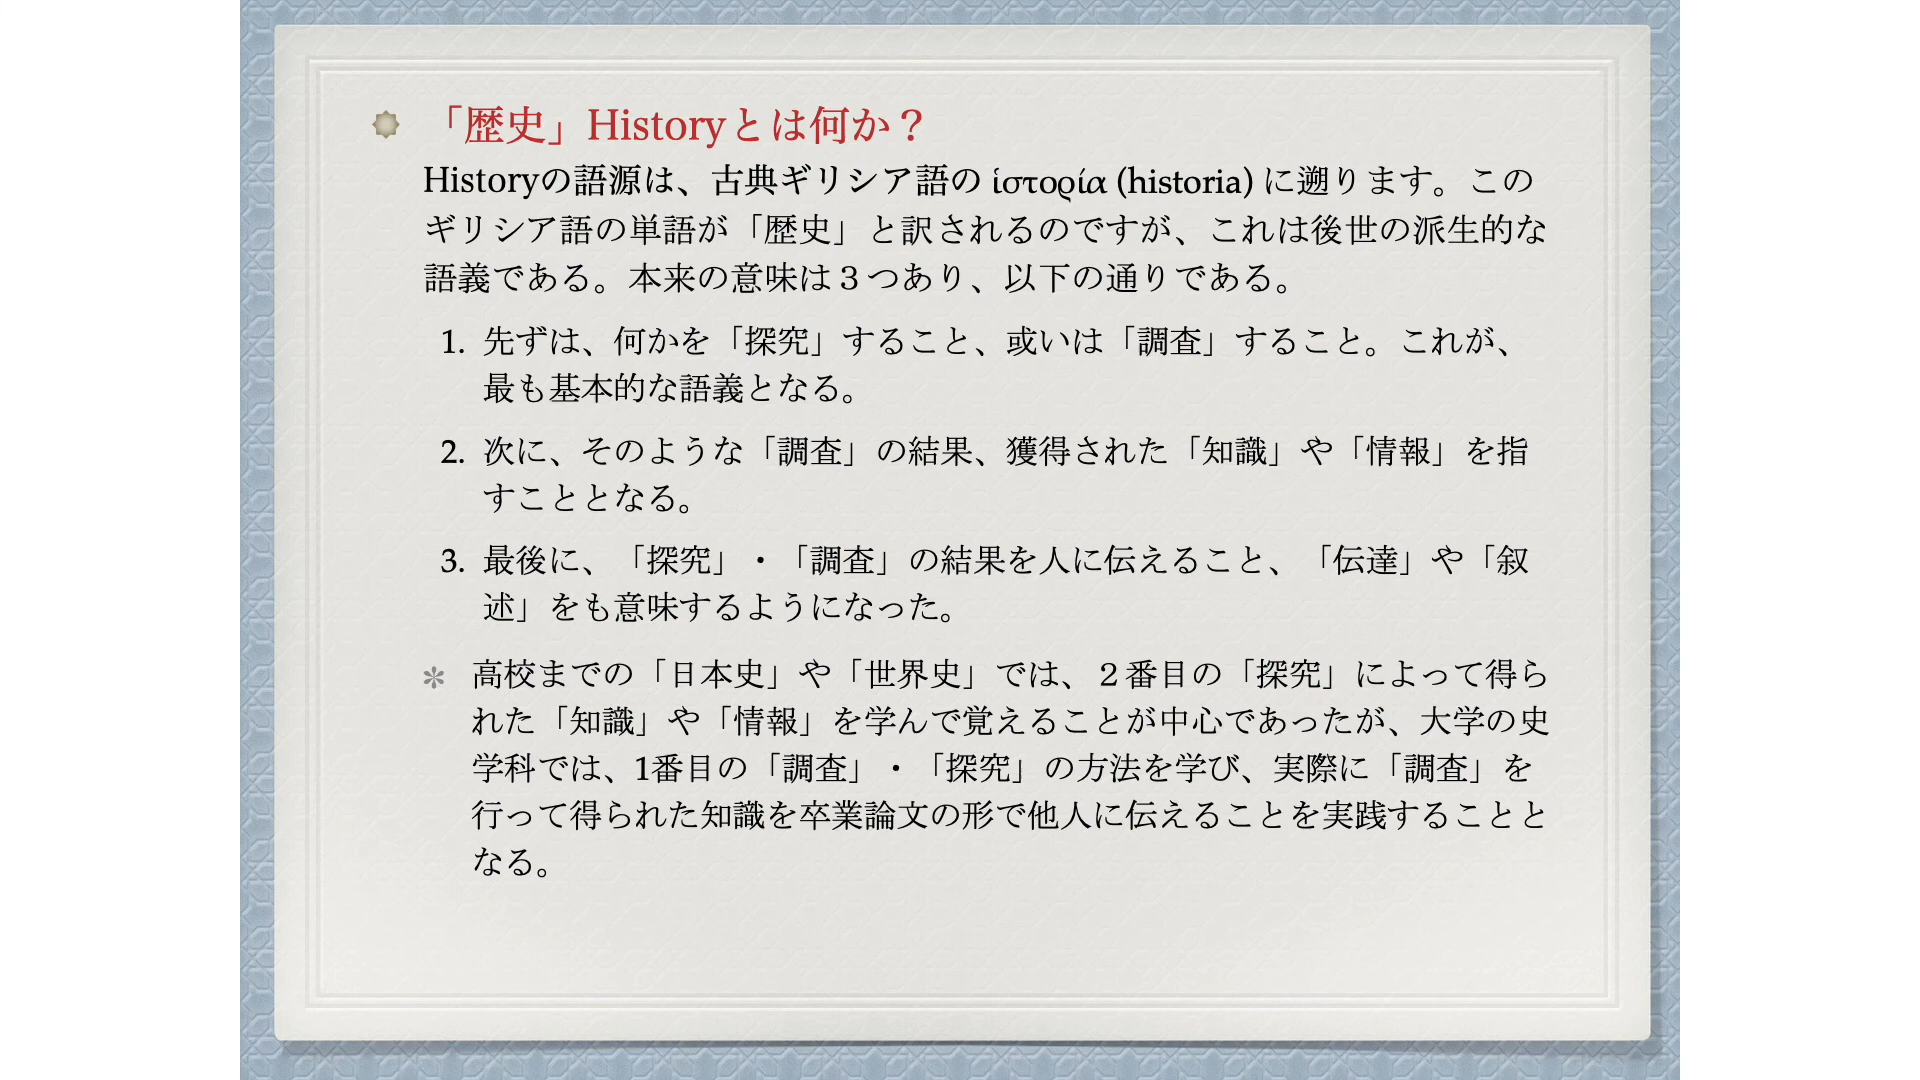 「歴史」Historyとは何か？
Historyの語源は、古典ギリシア語の ἱστορία (historia) に遡ります。この
ギリシア語の単語が「歴史」と訳されるのですが、これは後世の派生的な
語義である。本来の意味は３つあり、以下の通りである。
1. 先ずは、何かを「探究」すること、或いは「調査」すること。これが、
最も基本的な語義となる。
2. 次に、そのような「調査」の結果、獲得された「知識」や「情報」を指
すこととなる。
3. 最後に、「探究」・「調査」の結果を人に伝えること、「伝達」や「叙
述」をも意味するようになった。
✻ 高校までの「日本史」や「世界史」では、２番目の「探究」によって得ら
れた「知識」や「情報」を学んで覚えることが中心であったが、大学の史
学科では、1番目の「調査」・「探究」の方法を学び、実際に「調査」を
行って得られた知識を卒業論文の形で他人に伝えることを実践することと
なる。